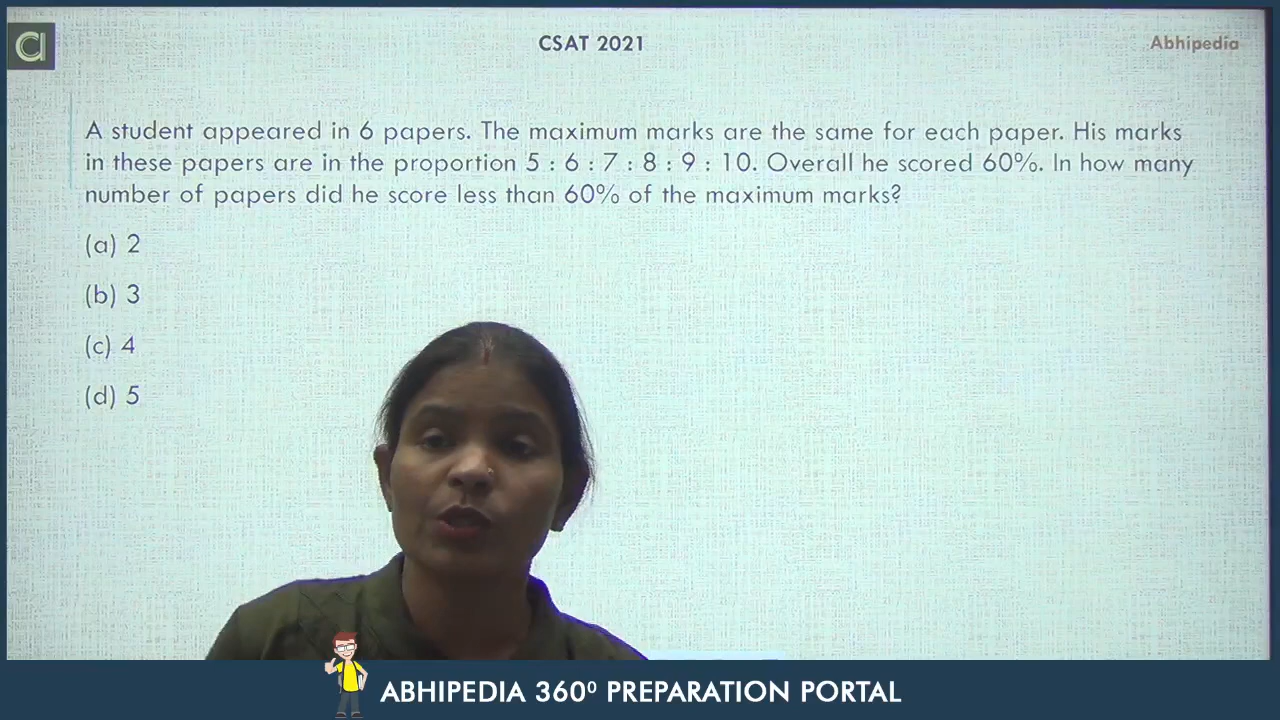 CSAT 2021
Abhipedia
A student appeared in 6 papers. The maximum marks are the same for each paper. His marks
in these papers are in the proportion 5 : 6 : 7 : 8 : 9 : 10. Overall he scored 60%. In how many
number of papers did he score less than 60% of the maximum marks?
(a) 2
(b) 3
(c) 4
(d) 5
ABHIPEDIA 360⁰ PREPARATION PORTAL